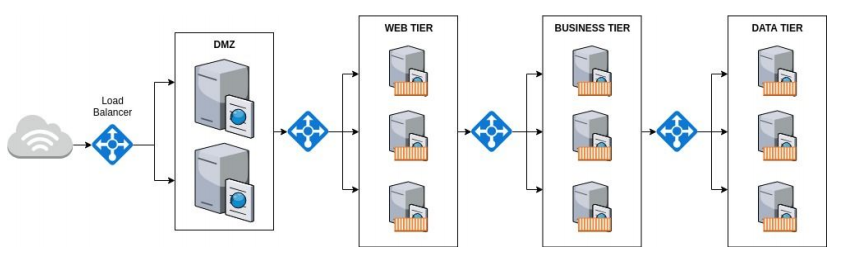 Load
Balancer
DMZ
WEB TIER
BUSINESS TIER
DATA TIER